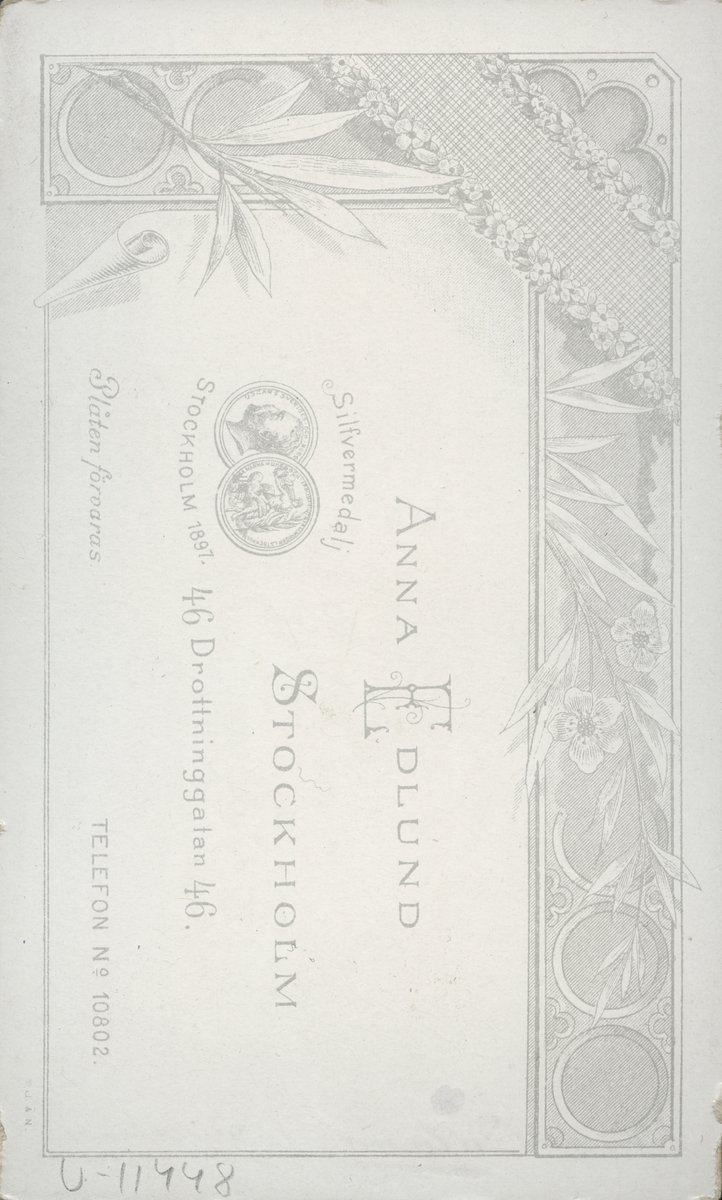 ANNA EDLUND
Silfvermedalj
STOCKHOLM
STOCKHOLM 1897.
46 Drottninggatan 46.
Plåten förvaras
TELEFON No 10802.
J. & N.
U-11448